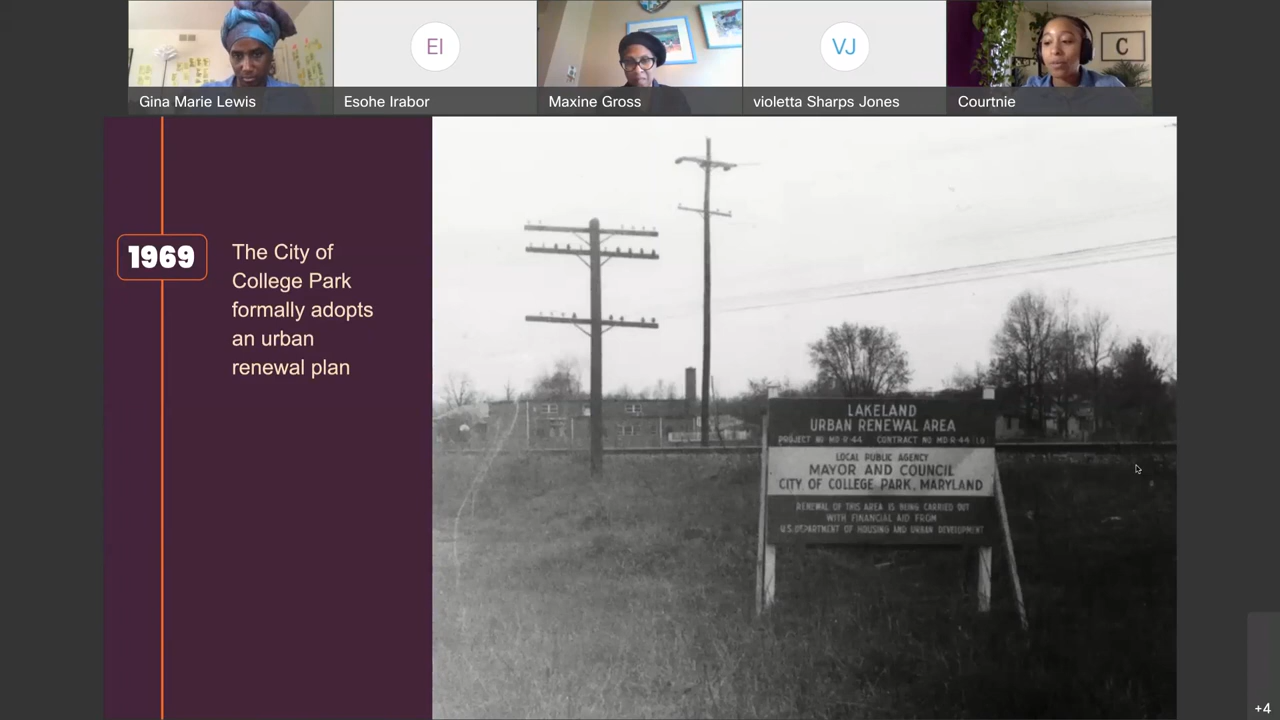 EI
VJ
C
Gina Marie Lewis
Esohe Irabor
Maxine Gross
violetta Sharps Jones
Courtnie
1969
The City of
College Park
formally adopts
an urban
renewal plan
LAKELAND
URBAN RENEWAL AREA
PROJECT NO MD-R-44 CONTRACT NO MD-R-44
LOCAL PUBLIC AGENCY
MAYOR AND COUNCIL
CITY OF COLLEGE PARK, MARYLAND
RENEWAL OF THIS AREA IS BEING CARRIED OUT
WITH FINANCIAL AID FROM
U.S. DEPARTMENT OF HOUSING AND URBAN DEVELOPMENT
+4